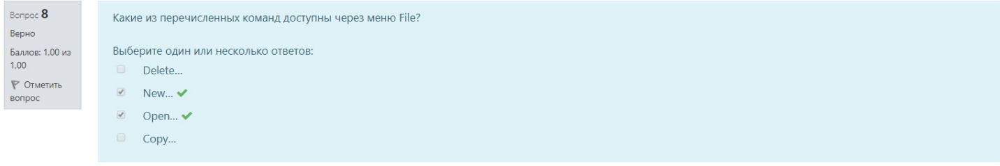 Вопрос 8
Верно
Баллов: 1,00 из
1,00
Отметить
вопрос
Какие из перечисленных команд доступны через меню File?
Выберите один или несколько ответов:
Delete...
New...
Open...
Copy...